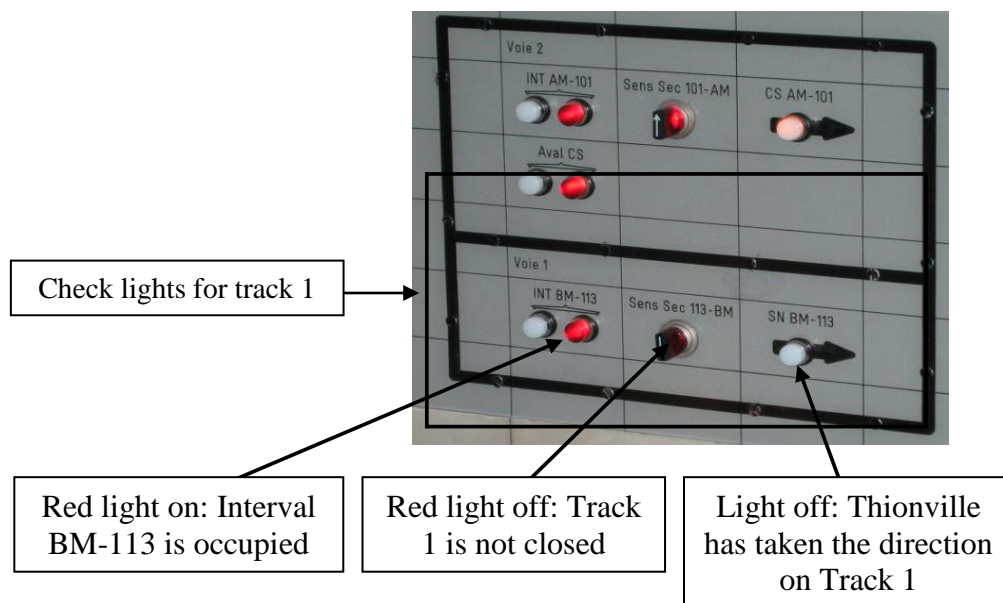 Voie 2
INT AM-101
Sens Sec 101-AM
CS AM-101
Aval CS
Voie 1
INT BM-113
Sens Sec 113-BM
SN BM-113
Check lights for track 1
Red light on: Interval
BM-113 is occupied
Red light off: Track
1 is not closed
Light off: Thionville
has taken the direction
on Track 1